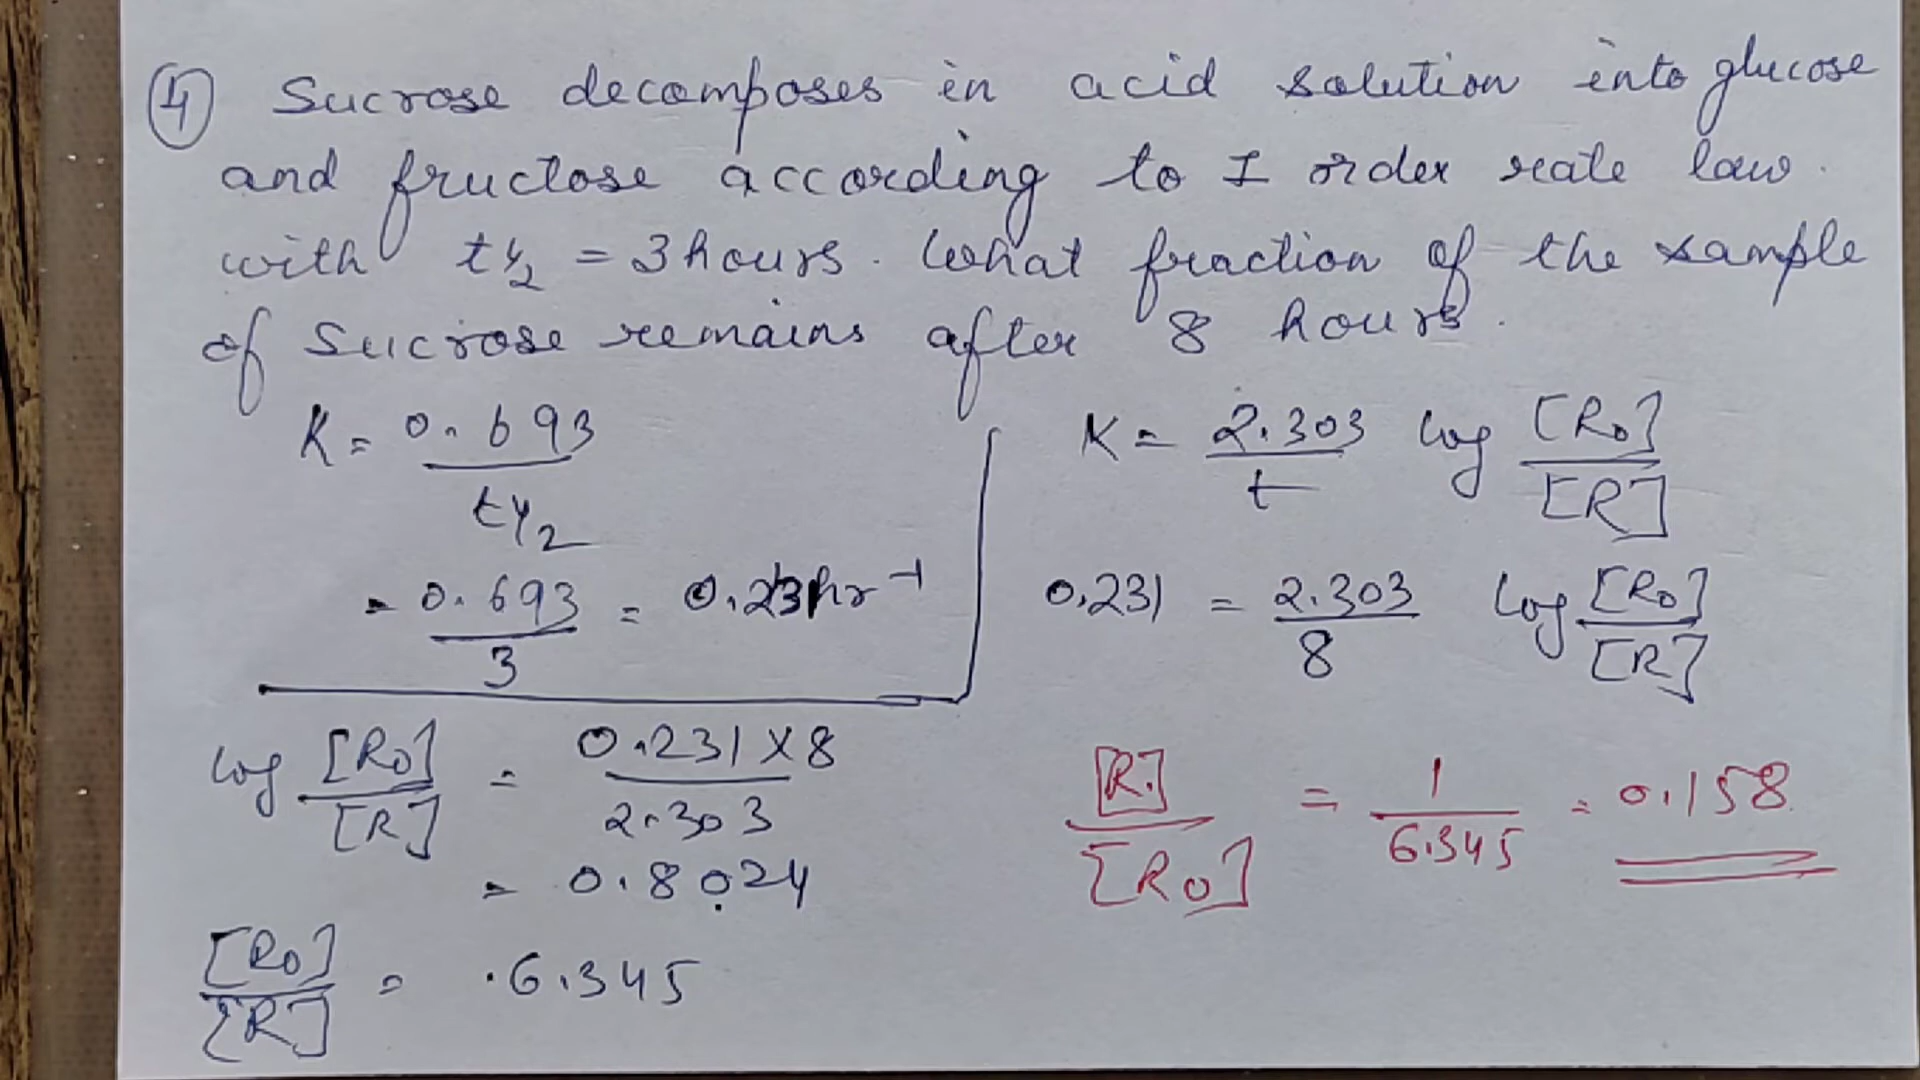 ④ Sucrose decomposes in acid solution into glucose
and fructose according to I order rate law.
with t½ = 3 hours. What fraction of the sample
of sucrose remains after 8 hours.
K = 0.693 / t½
= 0.693 / 3 = 0.231 hr⁻¹
K = 2.303 / t log [R₀] / [R]
0.231 = 2.303 / 8 log [R₀] / [R]
log [R₀] / [R] = 0.231 X 8 / 2.303
= 0.8024
[R₀] / [R] = 6.345
[R] / [R₀] = 1 / 6.345 = 0.158